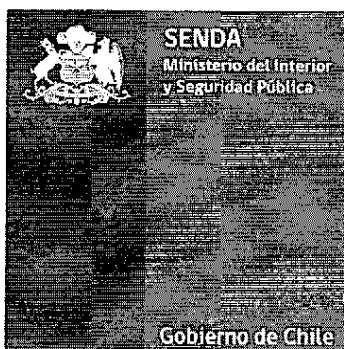 SENDA
Ministerio del Interior
y Seguridad Pública
Gobierno de Chile